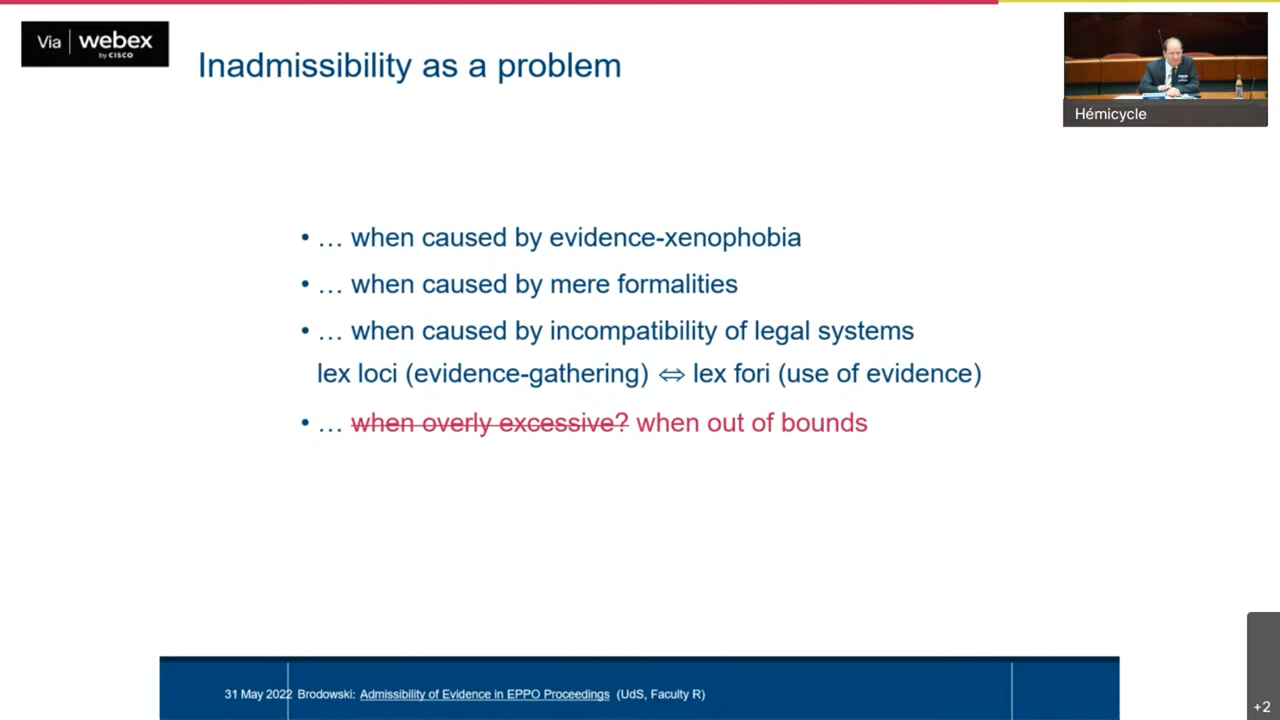 Via webex
by CISCO
Inadmissibility as a problem
Hémicycle
• … when caused by evidence-xenophobia
• … when caused by mere formalities
• … when caused by incompatibility of legal systems
lex loci (evidence-gathering) ⇔ lex fori (use of evidence)
• … when overly excessive? when out of bounds
31 May 2022 Brodowski: Admissibility of Evidence in EPPO Proceedings (UdS, Faculty R)
+2